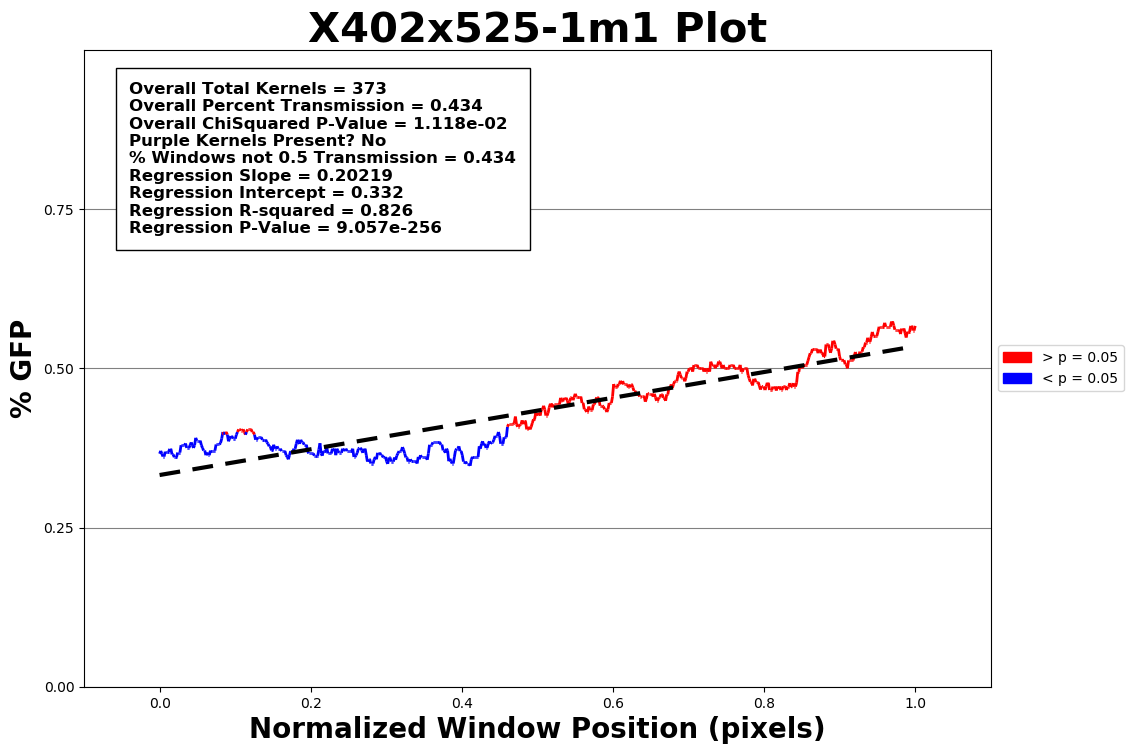 X402x525-1m1 Plot
Overall Total Kernels = 373
Overall Percent Transmission = 0.434
Overall ChiSquared P-Value = 1.118e-02
Purple Kernels Present? No
% Windows not 0.5 Transmission = 0.434
Regression Slope = 0.20219
Regression Intercept = 0.332
Regression R-squared = 0.826
Regression P-Value = 9.057e-256
% GFP
0.75
0.50
0.25
0.00
> p = 0.05
< p = 0.05
0.0 0.2 0.4 0.6 0.8 1.0
Normalized Window Position (pixels)